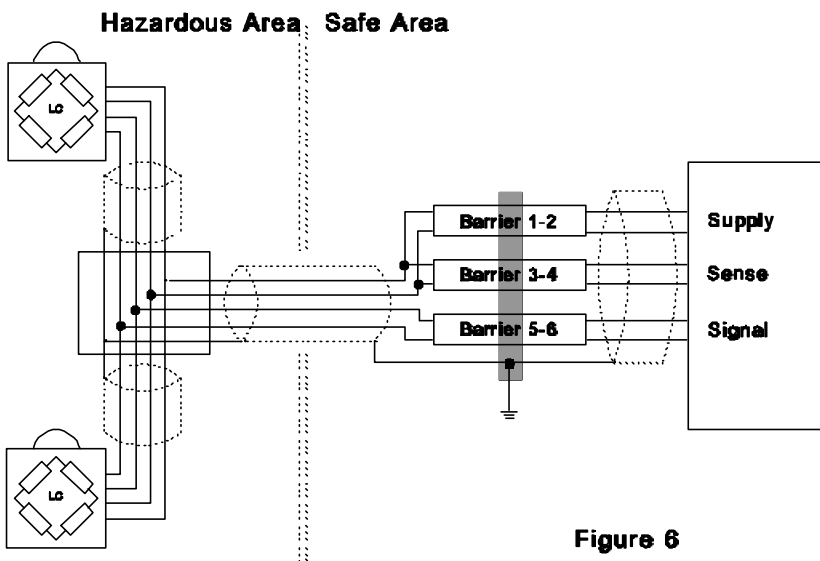 Hazardous Area Safe Area
LC
Barrier 1-2
Supply
Barrier 3-4
Sense
Barrier 5-6
Signal
LC
Figure 6